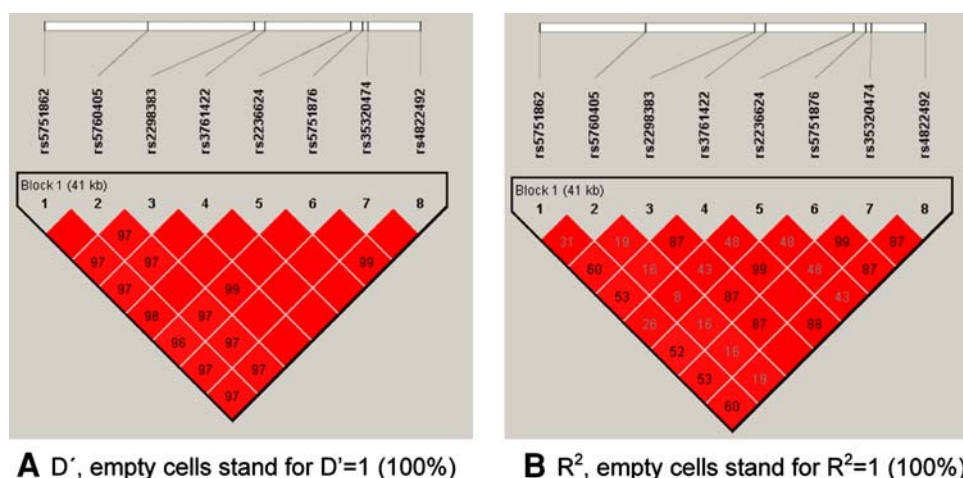 rs5751862
rs5760405
rs2298383
rs3761422
rs2236624
rs5751876
rs35320474
rs4822492
Block 1 (41 kb)
1 2 3 4 5 6 7 8
97
97 97 99
97 99
98 97
96 97
97 97
97
A D´, empty cells stand for D'=1 (100%)
rs5751862
rs5760405
rs2298383
rs3761422
rs2236624
rs5751876
rs35320474
rs4822492
Block 1 (41 kb)
1 2 3 4 5 6 7 8
31 19 87 48 48 99 87
60 16 43 99 48 87
53 8 87 43
26 16 87 88
52 16
53 19
60
B R², empty cells stand for R²=1 (100%)